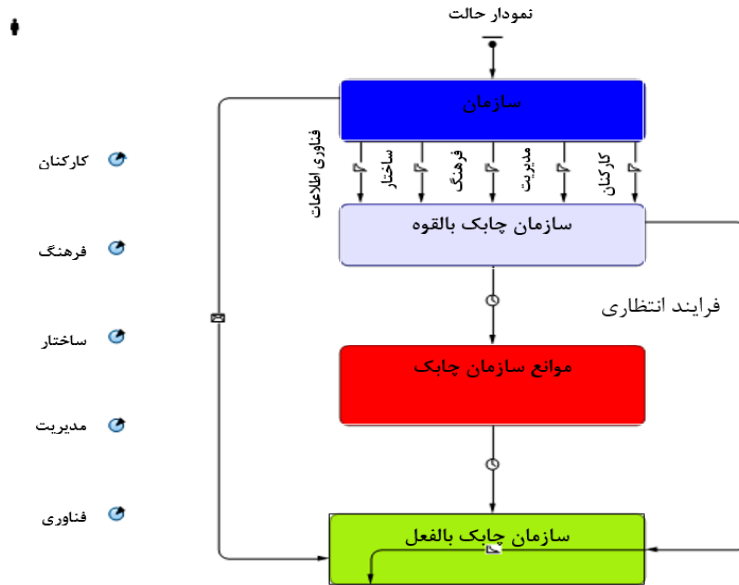 نمودار حالت
سازمان
کارکنان
مدیریت
فرهنگ
ساختار
فناوری اطلاعات
سازمان چابک بالقوه
فرایند انتظاری
موانع سازمان چابک
سازمان چابک بالفعل
کارکنان
فرهنگ
ساختار
مدیریت
فناوری